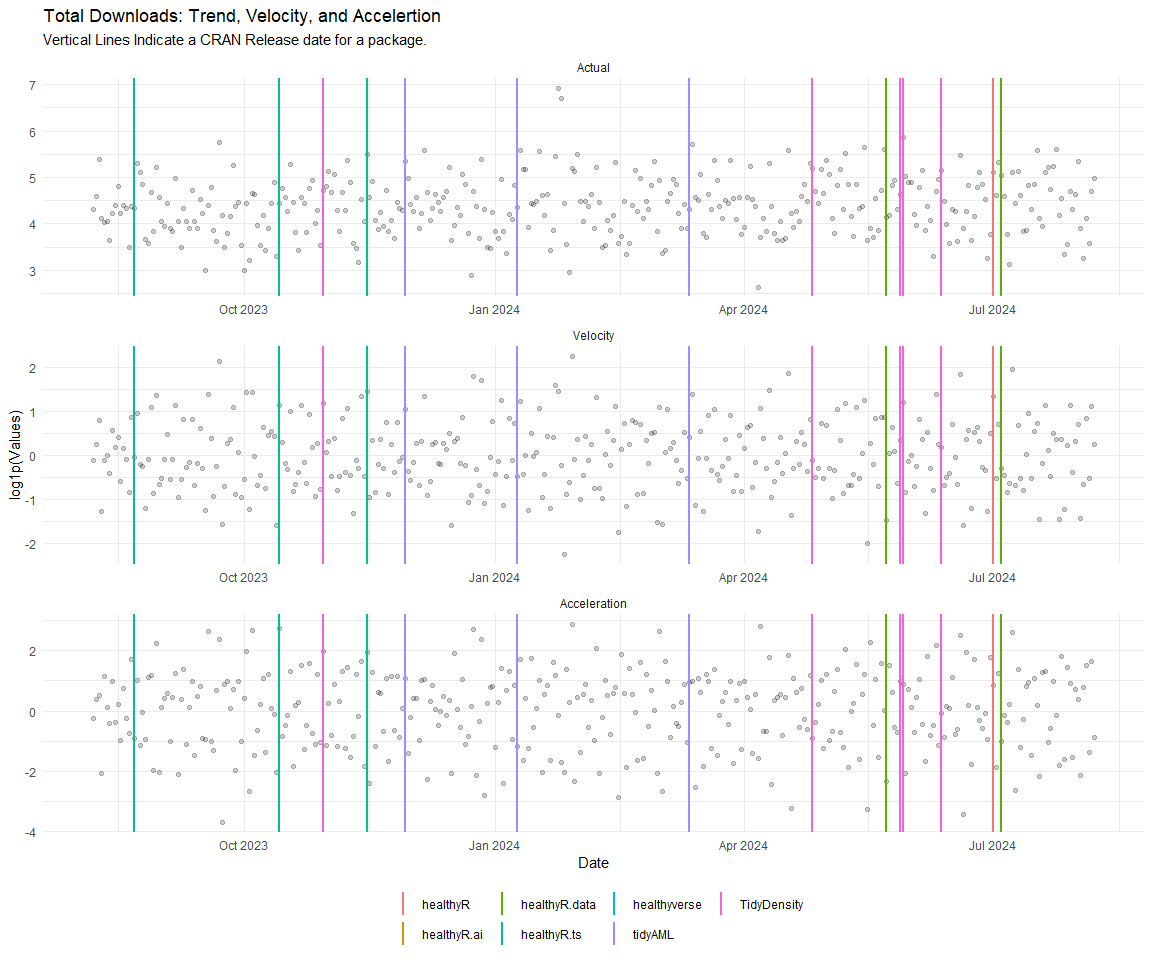 Total Downloads: Trend, Velocity, and Accelertion
Vertical Lines Indicate a CRAN Release date for a package.
Actual
7
6
5
4
3
Oct 2023
Jan 2024
Apr 2024
Jul 2024
Velocity
2
1
0
-1
-2
Oct 2023
Jan 2024
Apr 2024
Jul 2024
log1p(Values)
Acceleration
2
0
-2
-4
Oct 2023
Jan 2024
Apr 2024
Jul 2024
Date
healthyR
healthyR.data
healthyverse
TidyDensity
healthyR.ai
healthyR.ts
tidyAML